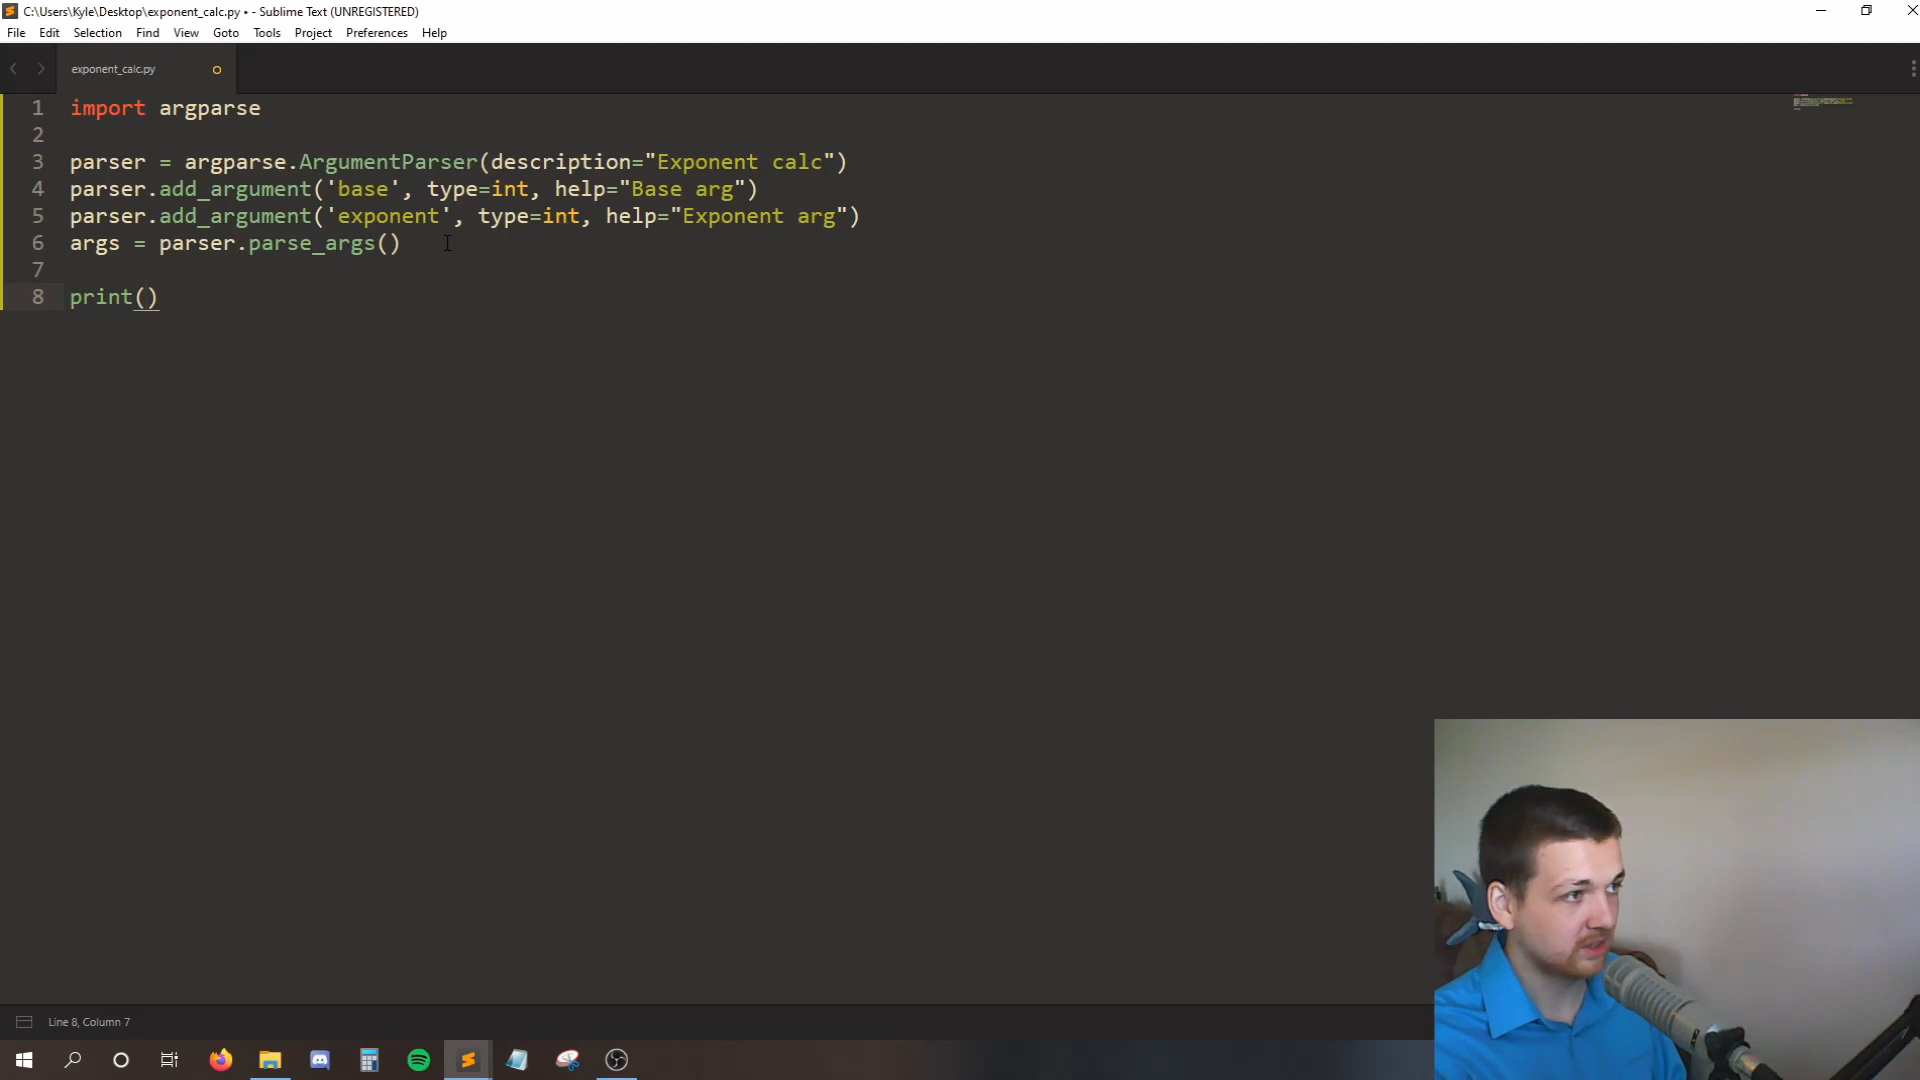 C:\Users\Kyle\Desktop\exponent_calc.py • - Sublime Text (UNREGISTERED)
File Edit Selection Find View Goto Tools Project Preferences Help
exponent_calc.py
1 import argparse
2
3 parser = argparse.ArgumentParser(description="Exponent calc")
4 parser.add_argument('base', type=int, help="Base arg")
5 parser.add_argument('exponent', type=int, help="Exponent arg")
6 args = parser.parse_args()
7
8 print()
Line 8, Column 7